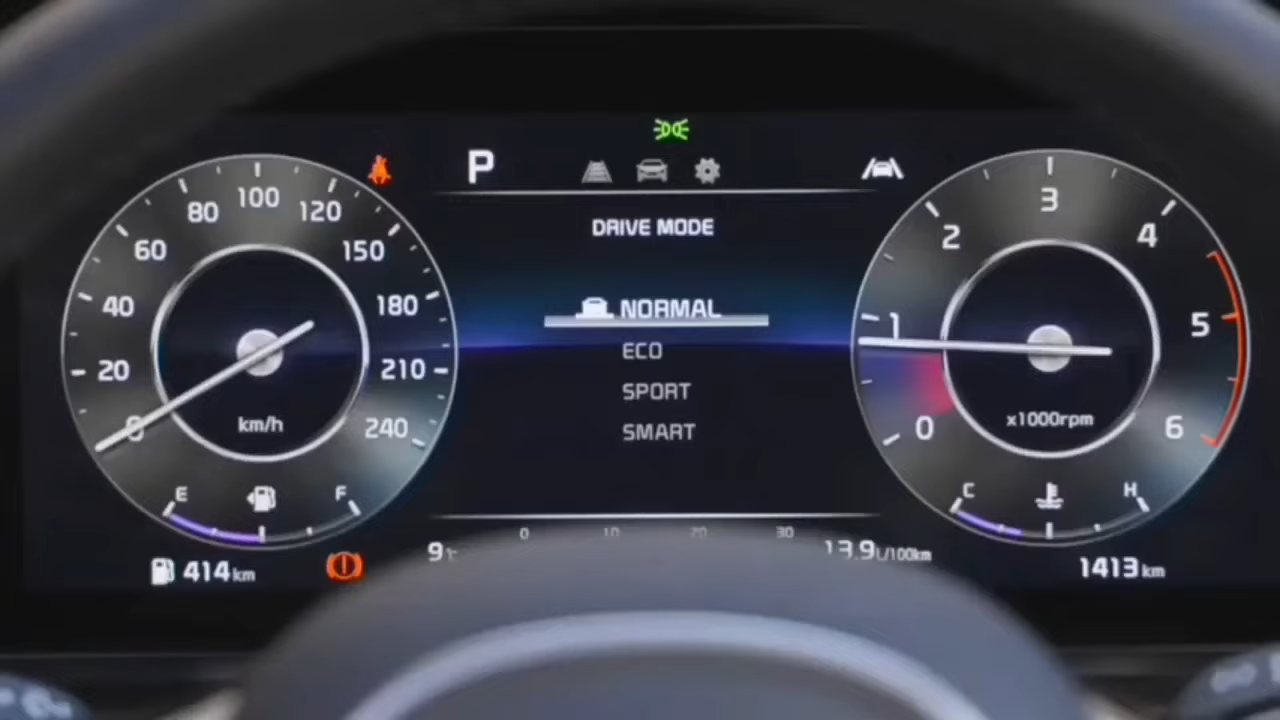 P
DRIVE MODE
NORMAL
ECO
SPORT
SMART
0
20
40
60
80
100
120
150
180
210
240
km/h
E
F
414 km
9°c
0 10 20 30
13.9 L/100km
0
1
2
3
4
5
6
x1000rpm
C
H
1413 km